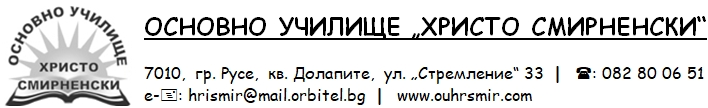 ОСНОВНО УЧИЛИЩЕ
ХРИСТО
СМИРНЕНСКИ
ОСНОВНО УЧИЛИЩЕ „ХРИСТО СМИРНЕНСКИ“
7010, гр. Русе, кв. Долапите, ул. „Стремление“ 33 | ☎: 082 80 06 51
e-🖃: hrismir@mail.orbitel.bg | www.ouhrsmir.com